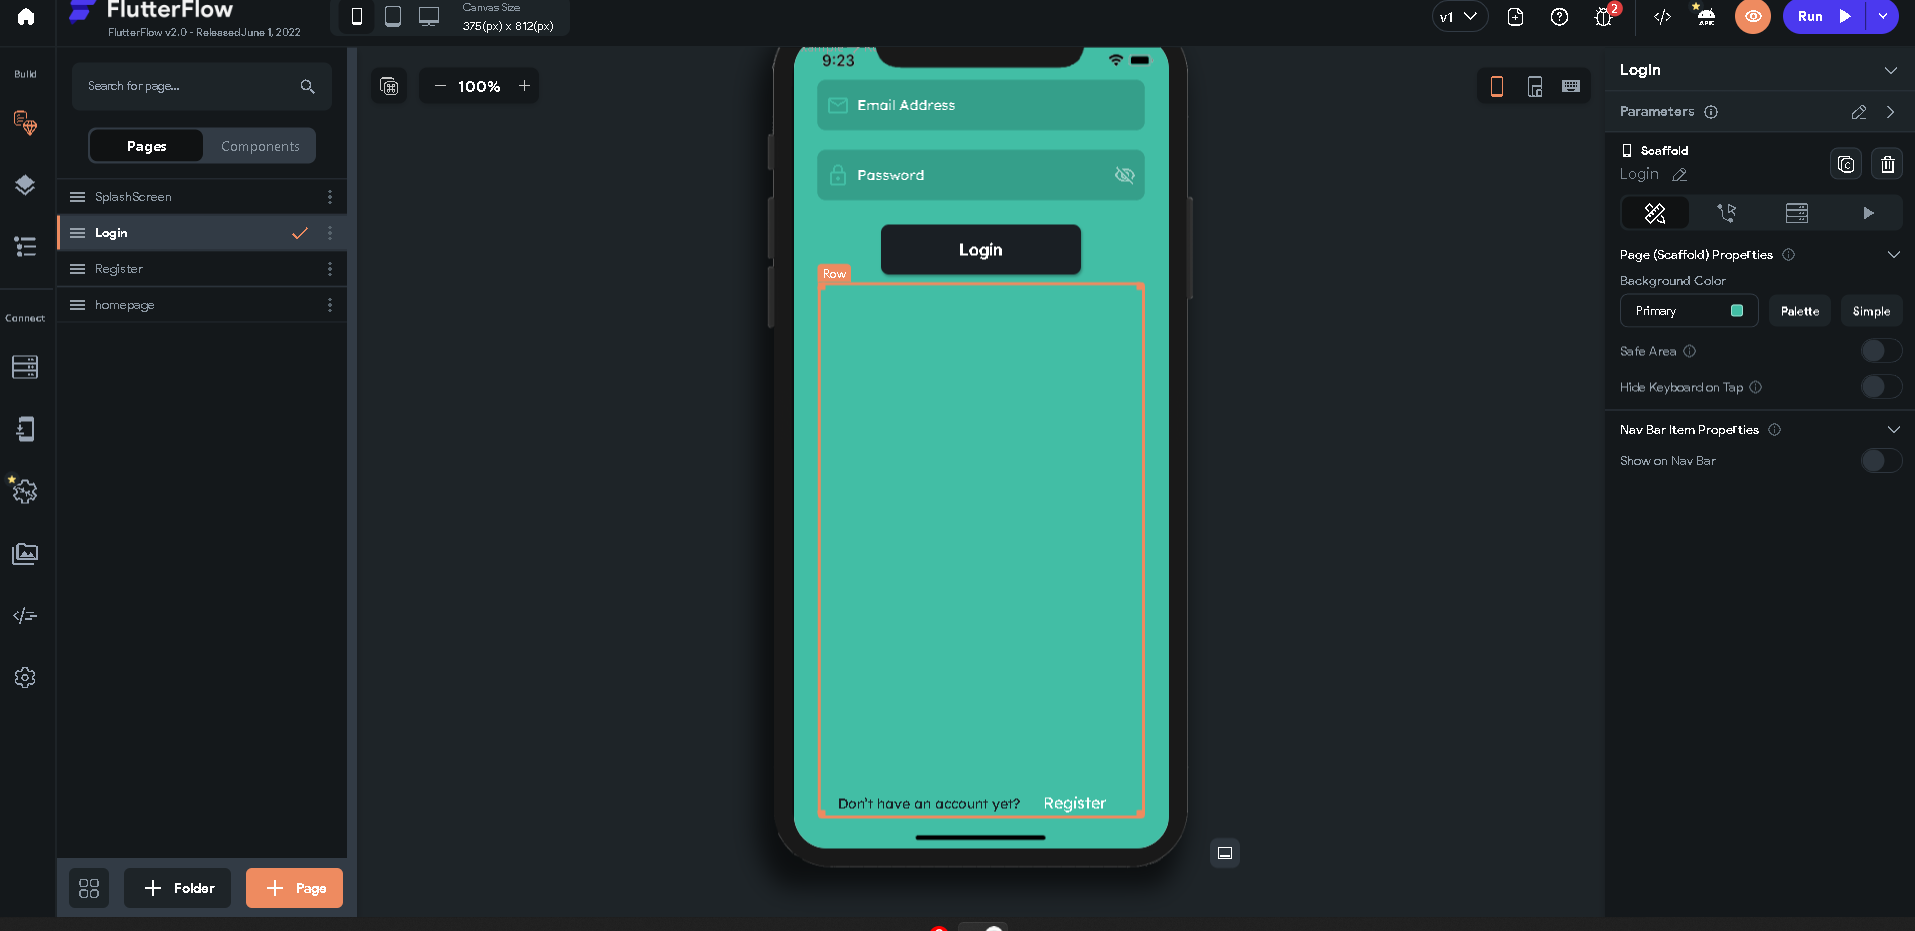 FlutterFlow
FlutterFlow v2.0 - Released June 1, 2022
Canvas Size
375(px) x 812(px)
v1
2
APK
Run
Build
Connect
Search for page...
Pages
Components
SplashScreen
Login
Register
homepage
Folder
Page
100%
9:23
Email Address
Password
Login
Row
Don't have an account yet?
Register
Login
Parameters
Scaffold
Login
Page (Scaffold) Properties
Background Color
Primary
Palette
Simple
Safe Area
Hide Keyboard on Tap
Nav Bar Item Properties
Show on Nav Bar